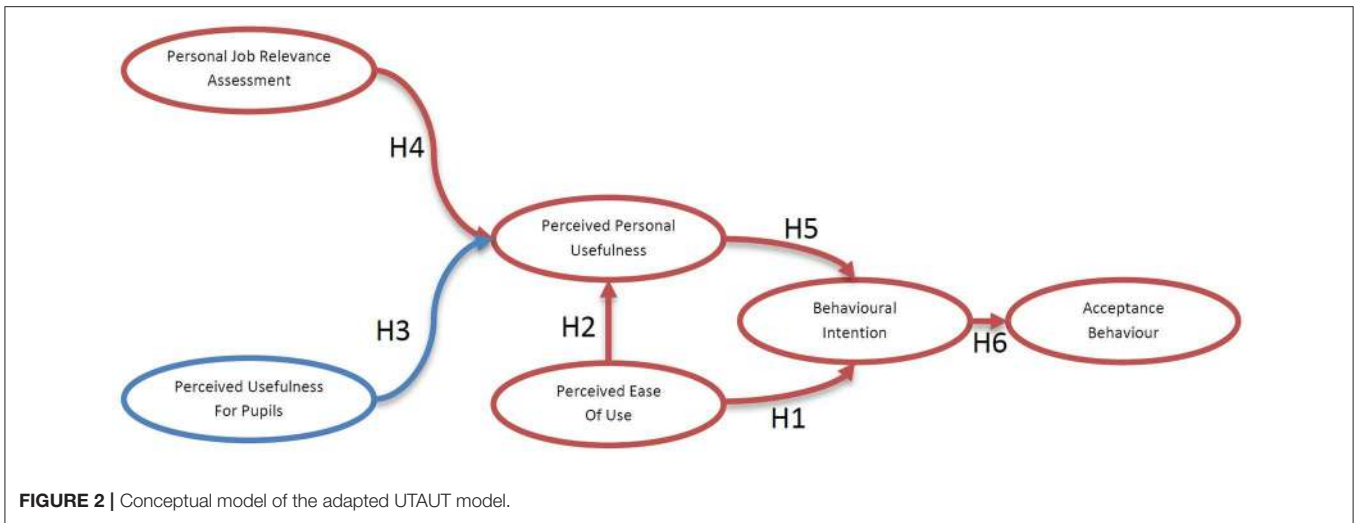 Personal Job Relevance
Assessment
H4
Perceived Personal
Usefulness
H5
H3
H2
Behavioural
Intention
H6
Acceptance
Behaviour
Perceived Usefulness
For Pupils
Perceived Ease
Of Use
H1
FIGURE 2 | Conceptual model of the adapted UTAUT model.